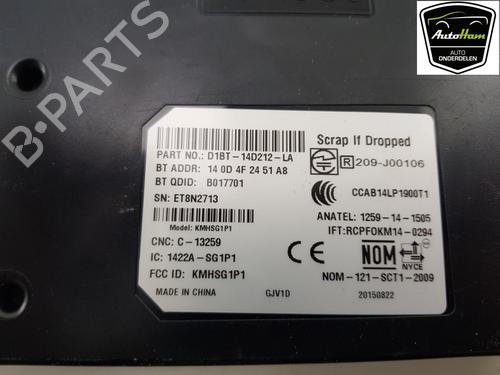 AutoHam
AUTO
ONDERDELEN
B-PARTS
Scrap If Dropped
PART NO.: D1BT-14D212-LA
R 209-J00106
BT ADDR: 14 0D 4F 24 51 A8
BT QDID: B017701
CCAB14LP1900T1
SN: ET8N2713
ANATEL: 1259-14-1505
Model: KMHSG1P1
IFT:RCPFOKM14-0294
CNC: C-13259
IC: 1422A-SG1P1
CE NOM NYCE
FCC ID: KMHSG1P1
NOM-121-SCT1-2009
MADE IN CHINA GJV1D 20150822